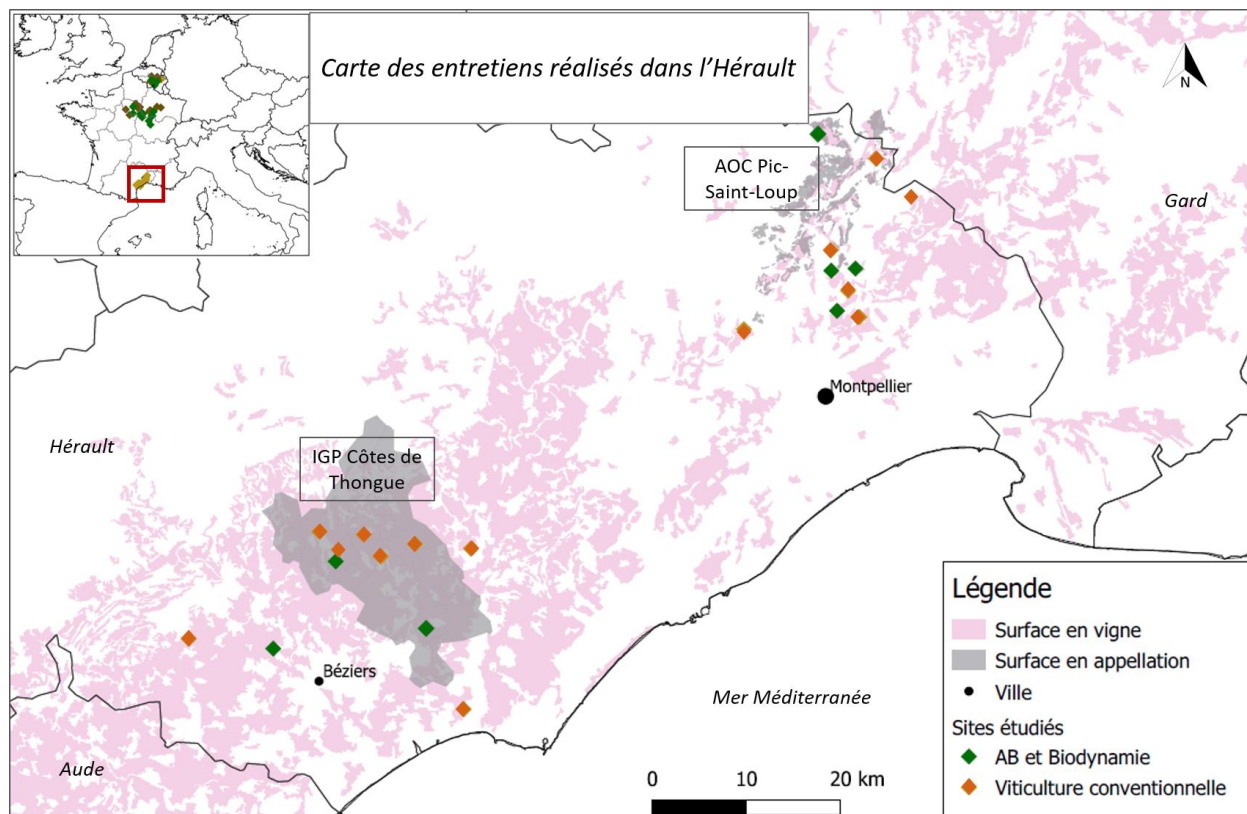 Carte des entretiens réalisés dans l'Hérault
N
AOC Pic-
Saint-Loup
Gard
Montpellier
Hérault
IGP Côtes de
Thongue
Béziers
Mer Méditerranée
Aude
0 10 20 km
Légende
Surface en vigne
Surface en appellation
Ville
Sites étudiés
AB et Biodynamie
Viticulture conventionnelle